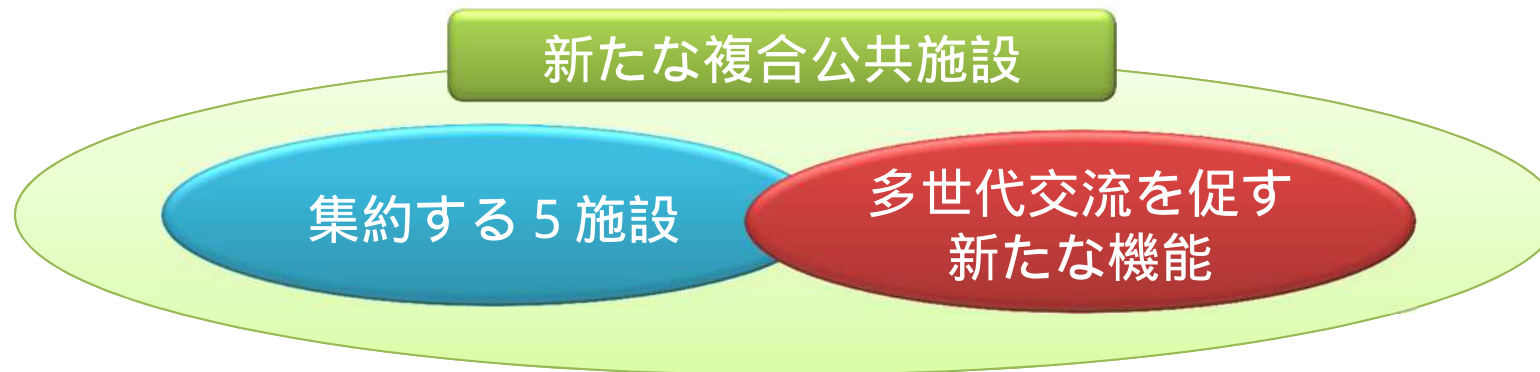 新たな複合公共施設
集約する5施設
多世代交流を促す
新たな機能